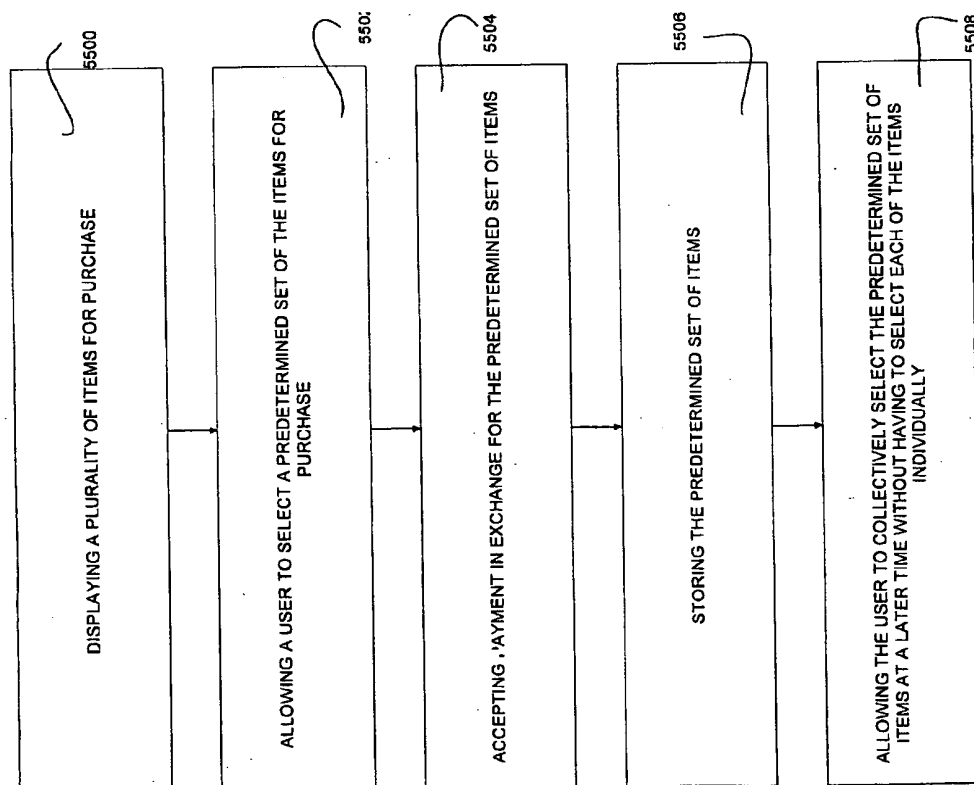 5500
DISPLAYING A PLURALITY OF ITEMS FOR PURCHASE
5502
ALLOWING A USER TO SELECT A PREDETERMINED SET OF THE ITEMS FOR
PURCHASE
5504
ACCEPTING 'AYMENT IN EXCHANGE FOR THE PREDETERMINED SET OF ITEMS
5506
STORING THE PREDETERMINED SET OF ITEMS
5508
ALLOWING THE USER TO COLLECTIVELY SELECT THE PREDETERMINED SET OF
ITEMS AT A LATER TIME WITHOUT HAVING TO SELECT EACH OF THE ITEMS
INDIVIDUALLY